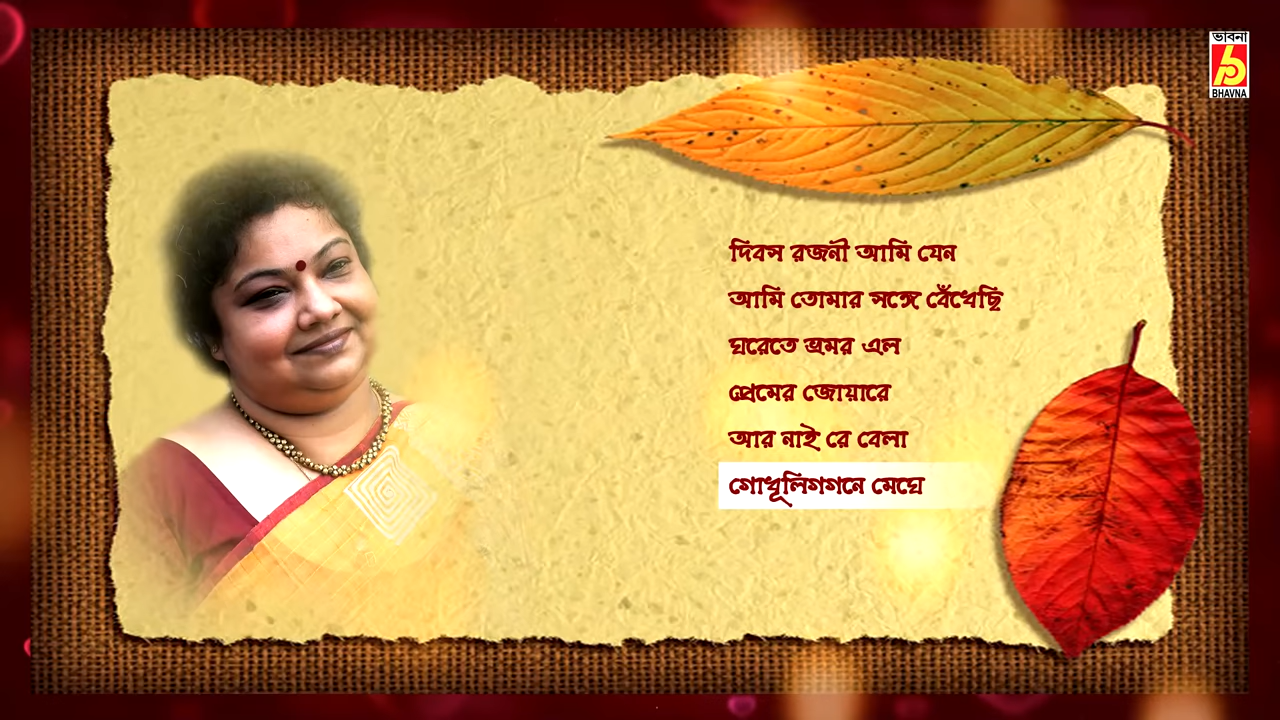 ভাবনা
BHAVNA
দিবস রজনী আমি যেন
আমি তোমার সঙ্গে বেঁধেছি
ঘরেতে ভ্রমর এল
প্রেমের জোয়ারে
আর নাই রে বেলা
গোধূলিগগনে মেঘে